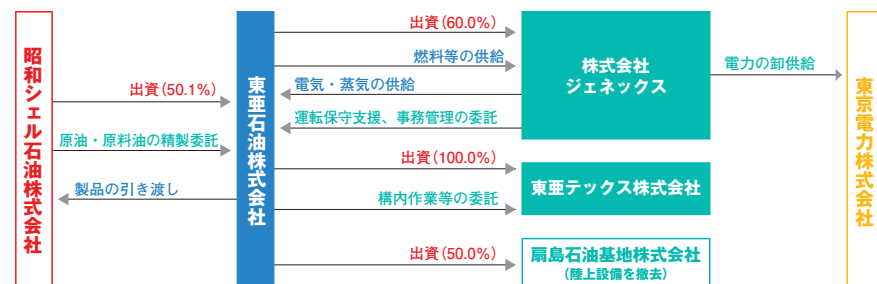 昭和シェル石油株式会社
出資(50.1%)
原油・原料油の精製委託
製品の引き渡し
東亜石油株式会社
出資(60.0%)
燃料等の供給
電気・蒸気の供給
運転保守支援、事務管理の委託
出資(100.0%)
構内作業等の委託
出資(50.0%)
株式会社
ジェネックス
東亜テックス株式会社
扇島石油基地株式会社
(陸上設備を撤去)
電力の卸供給
東京電力株式会社